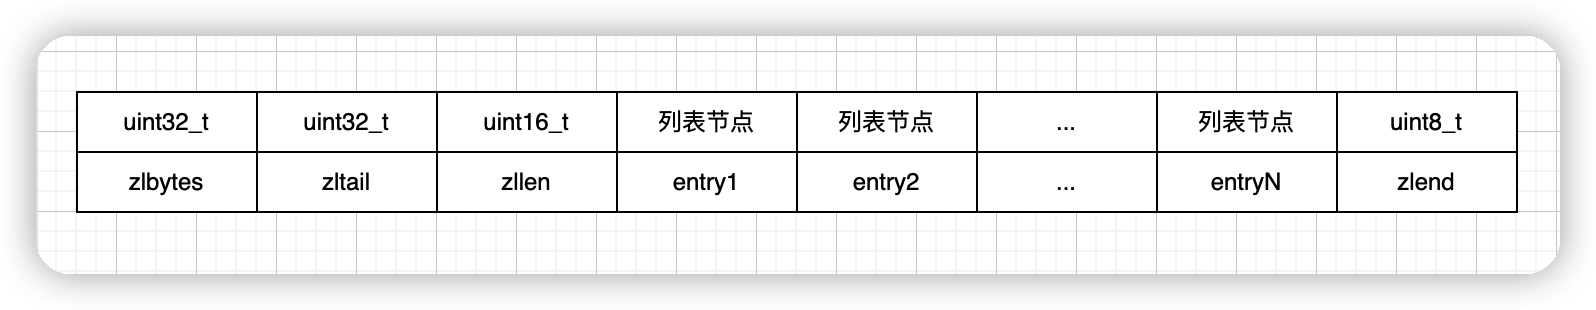 uint32_t uint32_t uint16_t 列表节点 列表节点 ... 列表节点 uint8_t
zlbytes zltail zllen entry1 entry2 ... entryN zlend